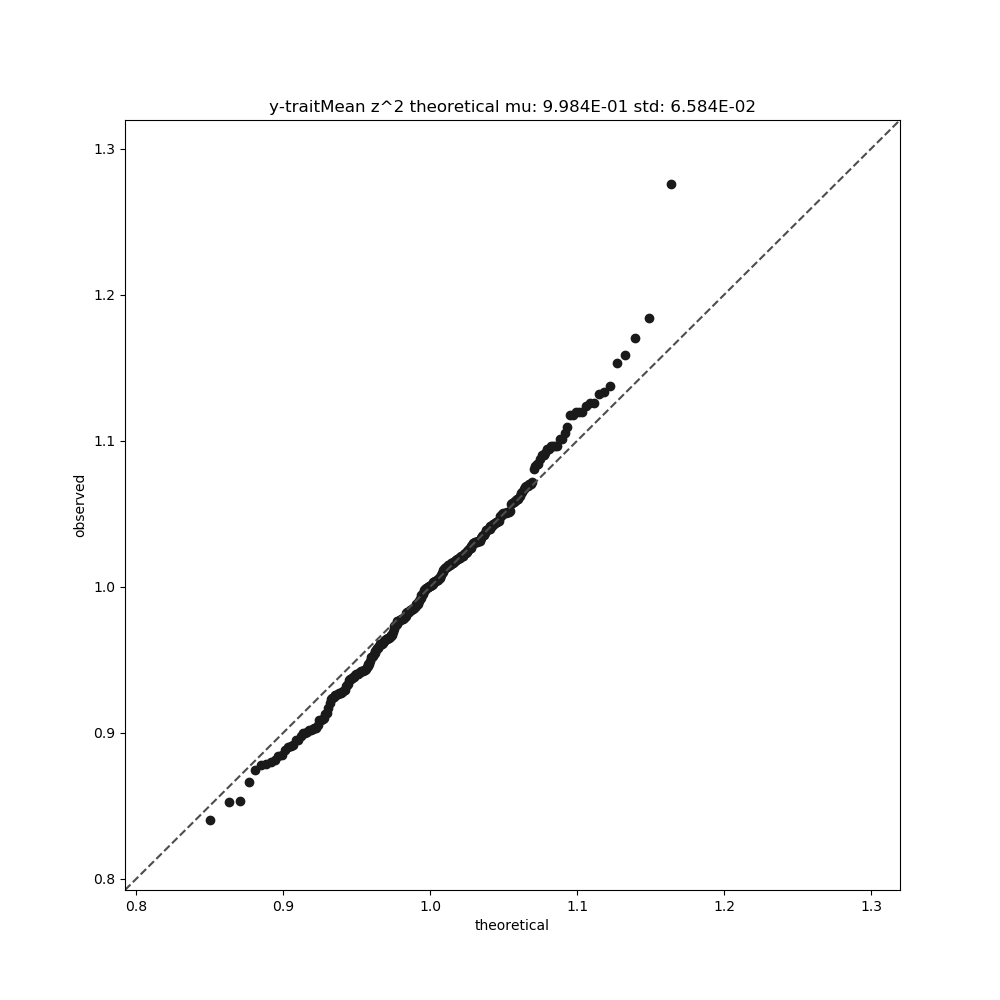 y-traitMean z^2 theoretical mu: 9.984E-01 std: 6.584E-02
1.3
1.2
1.1
1.0
0.9
0.8
observed
0.8 0.9 1.0 1.1 1.2 1.3
theoretical